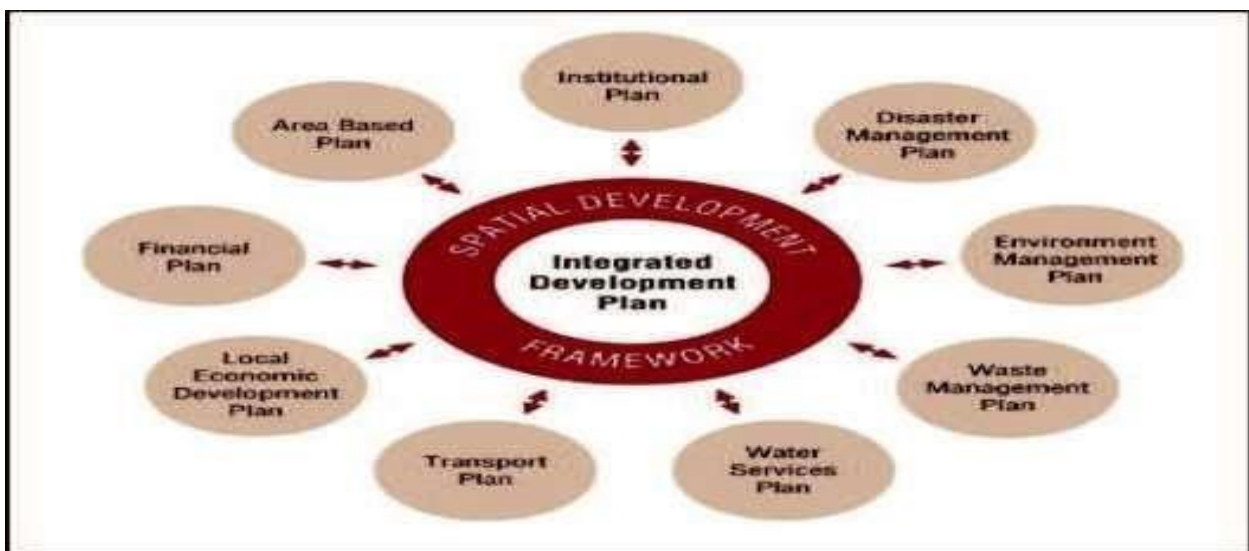 Institutional
Plan
Disaster
Management
Plan
Environment
Management
Plan
Waste
Management
Plan
Water
Services
Plan
Transport
Plan
Local
Economic
Development
Plan
Financial
Plan
Area Based
Plan
SPATIAL DEVELOPMENT
FRAMEWORK
Integrated
Development
Plan